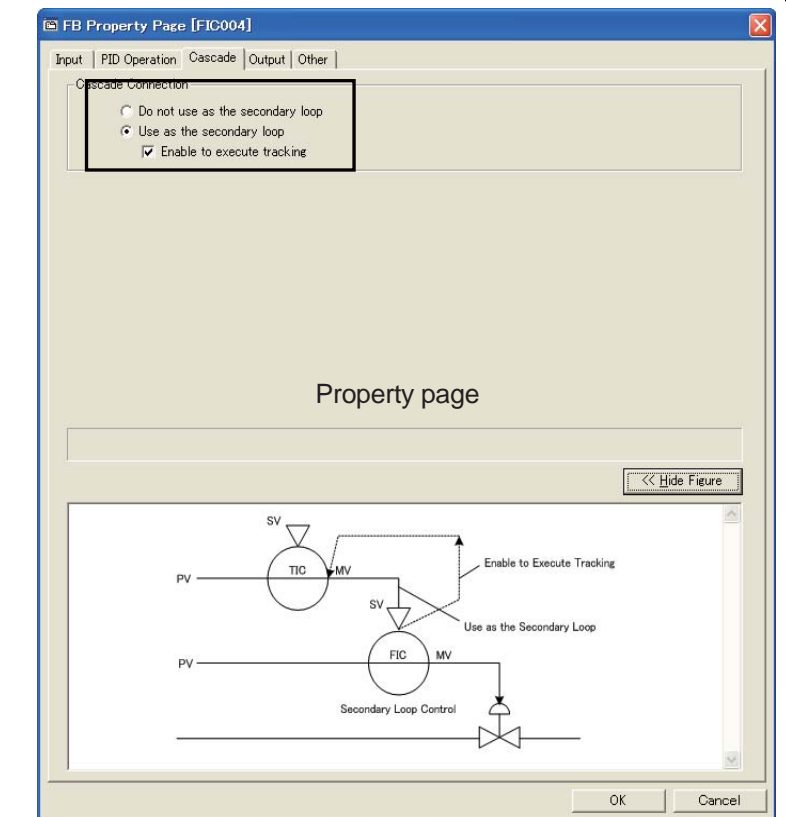 FB Property Page [FIC004]
Input PID Operation Cascade Output Other
Cascade Connection
Do not use as the secondary loop
Use as the secondary loop
Enable to execute tracking
Property page
<< Hide Figure
SV
TIC
MV
PV
Enable to Execute Tracking
SV
Use as the Secondary Loop
FIC
MV
PV
Secondary Loop Control
OK Cancel